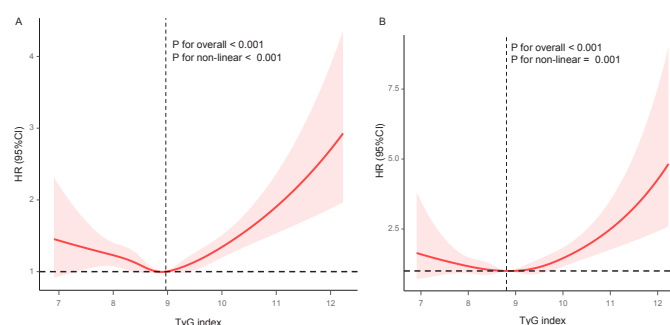 A
P for overall < 0.001
P for non-linear < 0.001
HR (95%CI)
4
3
2
1
7
8
9
10
11
12
TyG index
B
P for overall < 0.001
P for non-linear = 0.001
HR (95%CI)
7.5
5.0
2.5
7
8
9
10
11
12
TyG index